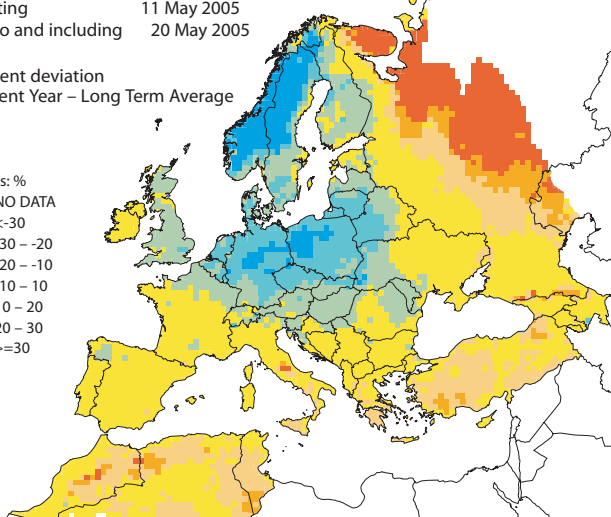 ting 11 May 2005
o and including 20 May 2005
ent deviation
ent Year – Long Term Average
s: %
NO DATA
<-30
30 – -20
20 – -10
10 – 10
10 – 20
20 – 30
>=30